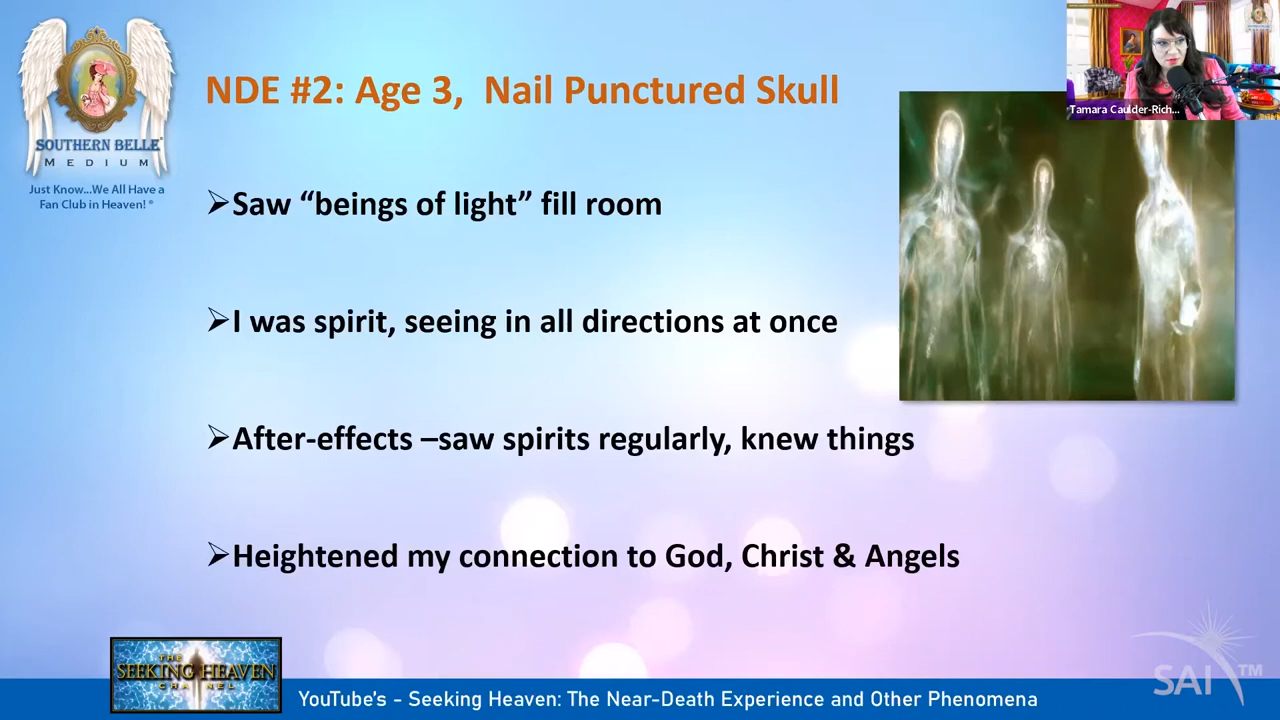 NDE #2: Age 3, Nail Punctured Skull
Tamara Caulder-Rich...
SOUTHERN BELLE®
MEDIUM
Just Know...We All Have a
Fan Club in Heaven! ®
➢Saw “beings of light” fill room
➢I was spirit, seeing in all directions at once
➢After-effects –saw spirits regularly, knew things
➢Heightened my connection to God, Christ & Angels
THE
SEEKING HEAVEN
CHANNEL
YouTube's - Seeking Heaven: The Near-Death Experience and Other Phenomena
SAI™